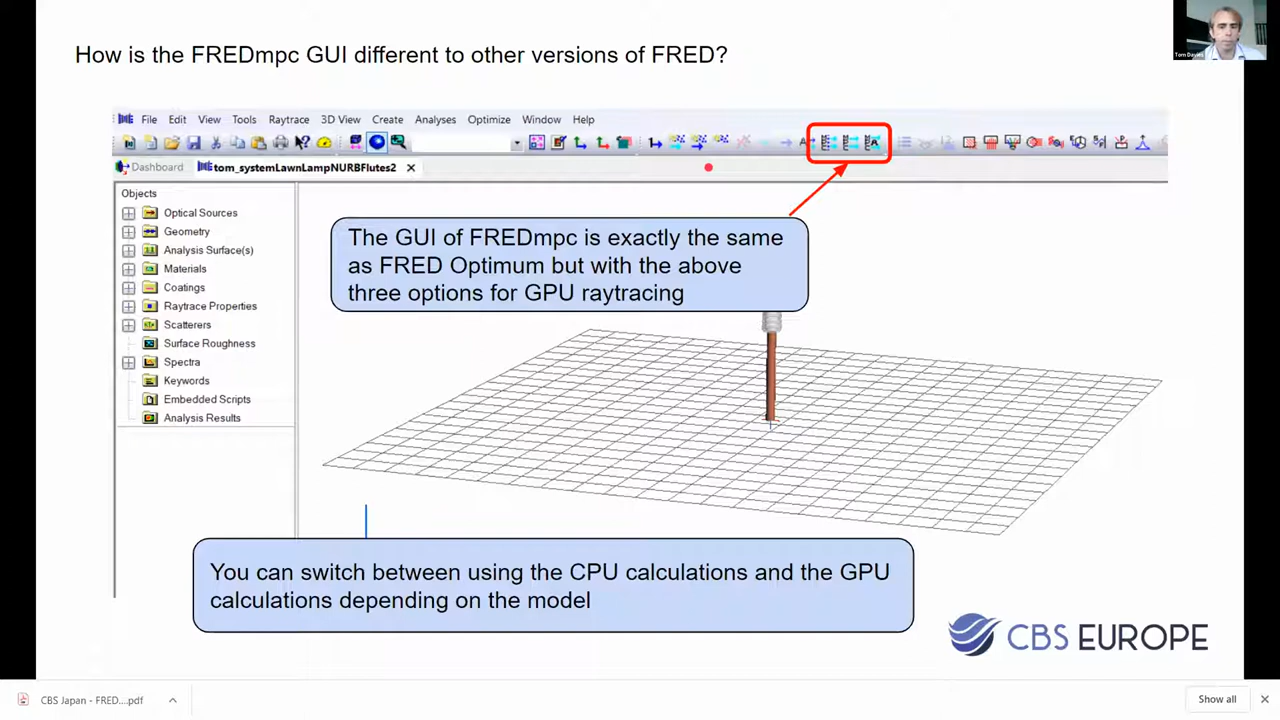 How is the FREDmpc GUI different to other versions of FRED?
Tom Davies
File Edit View Tools Raytrace 3D View Create Analyses Optimize Window Help
Dashboard tom_systemLawnLampNURBFlutes2
Objects
Optical Sources
Geometry
Analysis Surface(s)
Materials
Coatings
Raytrace Properties
Scatterers
Surface Roughness
Spectra
Keywords
Embedded Scripts
Analysis Results
The GUI of FREDmpc is exactly the same
as FRED Optimum but with the above
three options for GPU raytracing
You can switch between using the CPU calculations and the GPU
calculations depending on the model
CBS EUROPE
CBS Japan - FRED....pdf
Show all